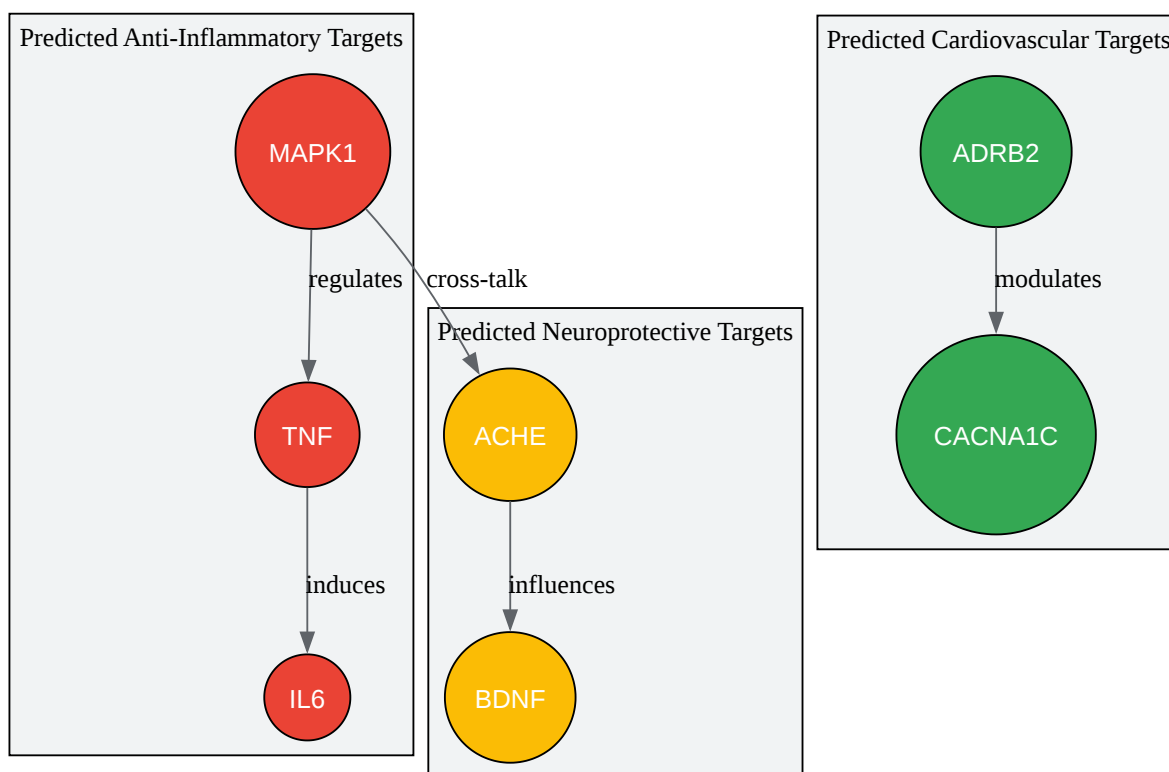 Predicted Anti-Inflammatory Targets
MAPK1
regulates
cross-talk
TNF
induces
IL6
Predicted Neuroprotective Targets
ACHE
influences
BDNF
Predicted Cardiovascular Targets
ADRB2
modulates
CACNA1C